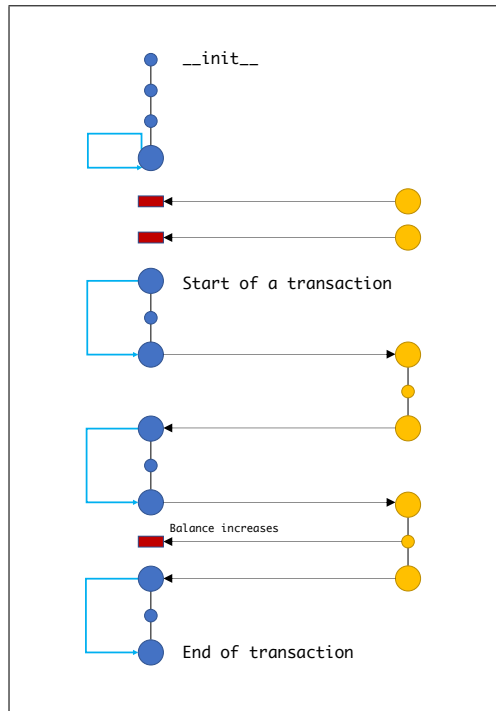 __init__
Start of a transaction
Balance increases
End of transaction